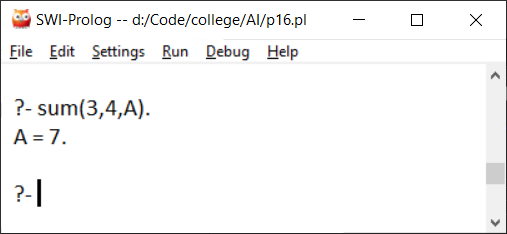 SWI-Prolog -- d:/Code/college/AI/p16.pl
File Edit Settings Run Debug Help
?- sum(3,4,A).
A = 7.
?-